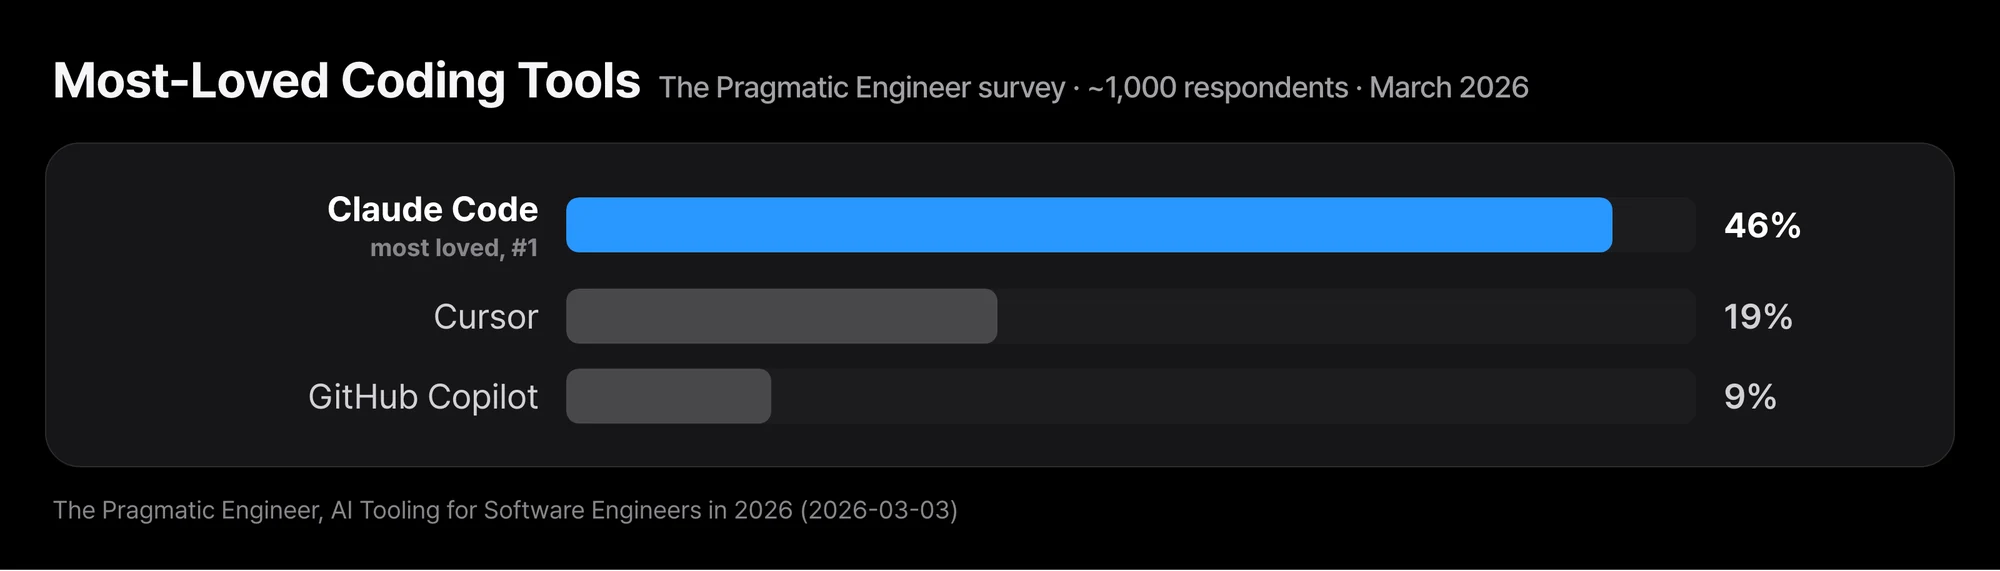 Most-Loved Coding Tools The Pragmatic Engineer survey · ~1,000 respondents · March 2026
Claude Code
most loved, #1
46%
Cursor 19%
GitHub Copilot 9%
The Pragmatic Engineer, AI Tooling for Software Engineers in 2026 (2026-03-03)